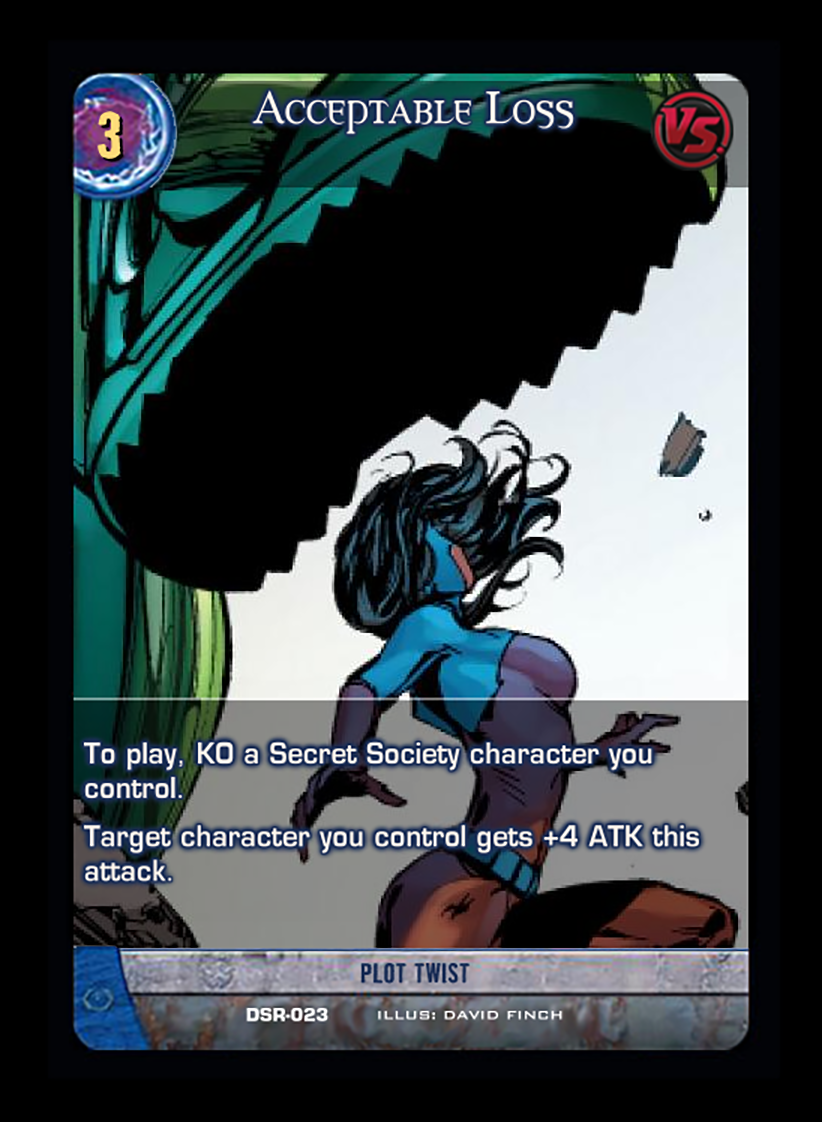 3
Acceptable Loss
VS.
To play, KO a Secret Society character you
control.
Target character you control gets +4 ATK this
attack.
PLOT TWIST
DSR-023 ILLUS: DAVID FINCH